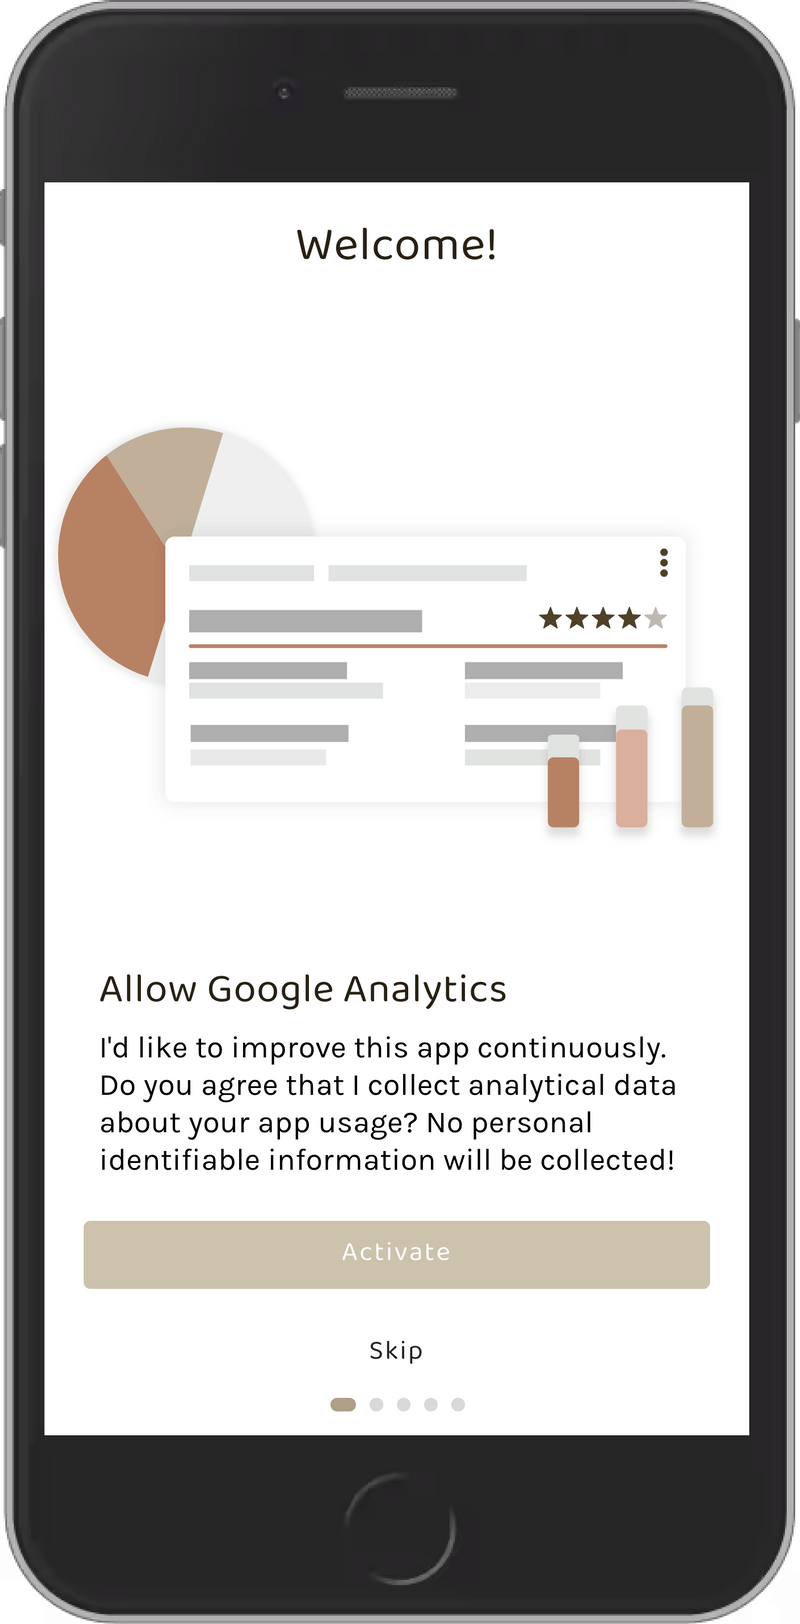 Welcome!
Allow Google Analytics
I'd like to improve this app continuously.
Do you agree that I collect analytical data
about your app usage? No personal
identifiable information will be collected!
Activate
Skip